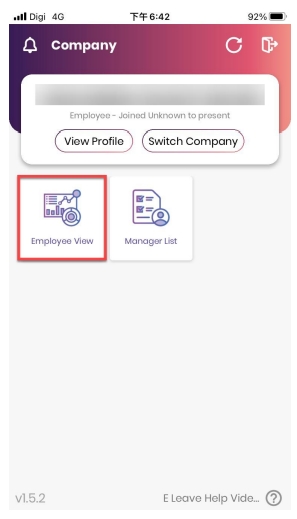 Digi 4G 下午6:42 92%
Company
Employee - Joined Unknown to present
View Profile Switch Company
Employee View Manager List
v1.5.2 E Leave Help Vide... ?